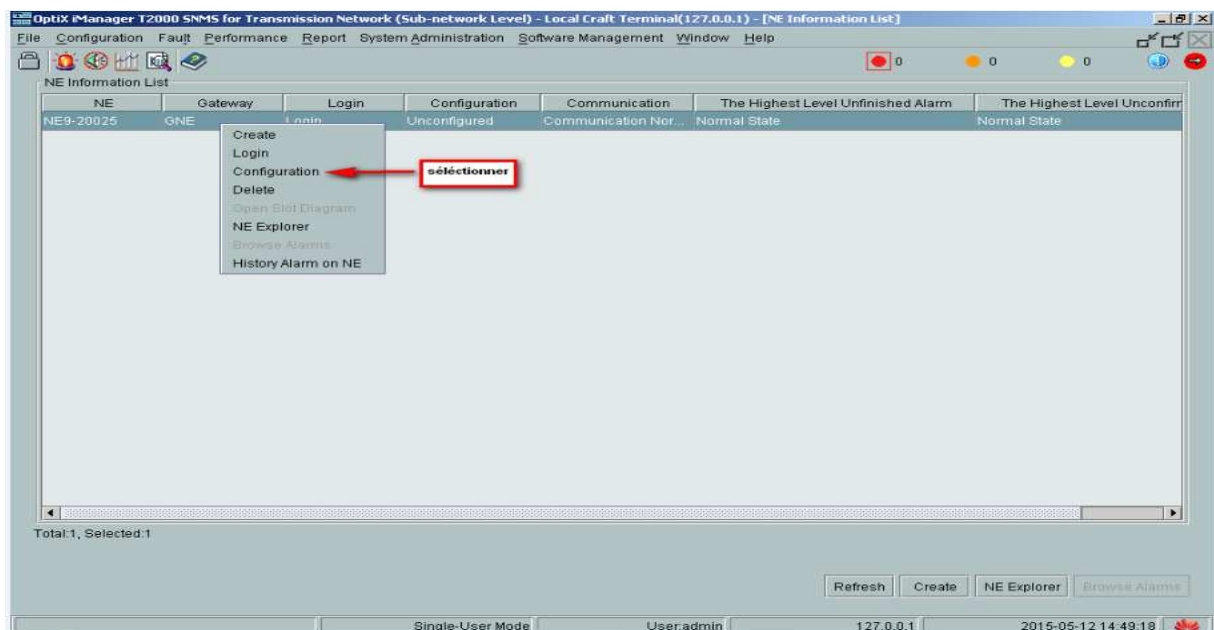 OptiX iManager T2000 SNMS for Transmission Network (Sub-network Level) - Local Craft Terminal(127.0.0.1) - [NE Information List]
File Configuration Fault Performance Report System Administration Software Management Window Help
0 0 0
NE Information List
NE Gateway Login Configuration Communication The Highest Level Unfinished Alarm The Highest Level Unconfirm
NE9-20025 GNE Login Unconfigured Communication Nor... Normal State Normal State
Create
Login
Configuration
séléctionner
Delete
Open Slot Diagram
NE Explorer
Browse Alarms
History Alarm on NE
Total:1, Selected:1
Refresh Create NE Explorer Browse Alarms
Single-User Mode User:admin 127.0.0.1 2015-05-12 14:49:18